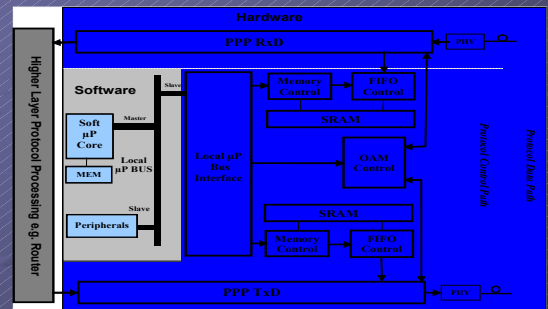 Hardware
PPP RxD
PHY
Higher Layer Protocol Processing e.g. Router
Software
Slave
Memory
Control
FIFO
Control
SRAM
Soft
µP
Core
Master
MEM
Local
µP BUS
Local µP
Bus
Interface
OAM
Control
Protocol Control Path
Protocol Data Path
Slave
Peripherals
SRAM
Memory
Control
FIFO
Control
PPP TxD
PHY